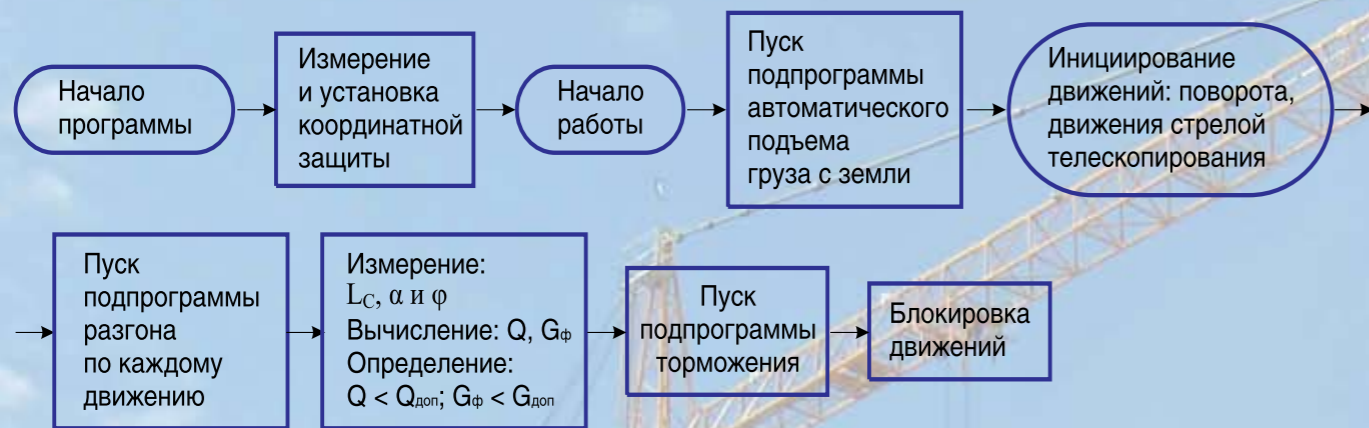 Начало
программы
Измерение
и установка
координатной
защиты
Начало
работы
Пуск
подпрограммы
автоматического
подъема
груза с земли
Инициирование
движений: поворота,
движения стрелой
телескопирования
Пуск
подпрограммы
разгона
по каждому
движению
Измерение:
L_C, α и φ
Вычисление: Q, G_ф
Определение:
Q < Q_доп; G_ф < G_доп
Пуск
подпрограммы
торможения
Блокировка
движений